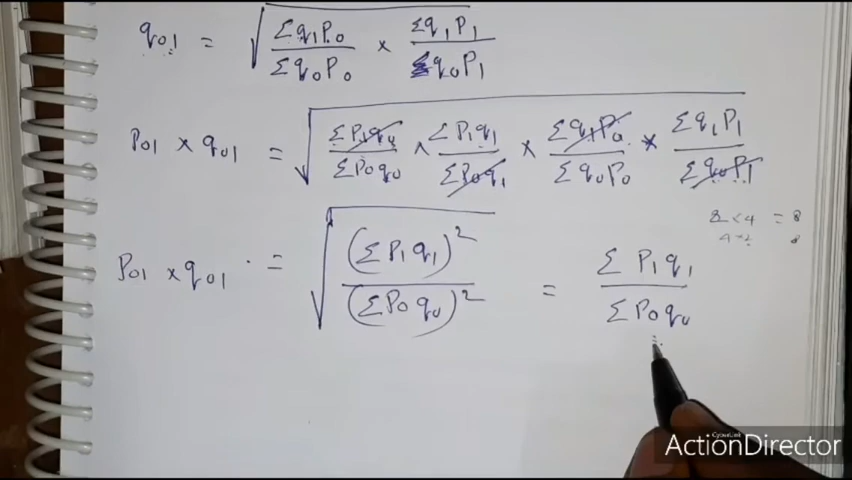 q01 = √ Σq1P0 / Σq0P0 × Σq1P1 / Σq0P1
P01 × q01 = √ ΣP1q0 / ΣP0q0 × ΣP1q1 / ΣP0q1 × Σq1P0 / Σq0P0 × Σq1P1 / Σq0P1
P01 × q01 = √ (ΣP1q1)² / (ΣP0q0)² = ΣP1q1 / ΣP0q0
ActionDirector